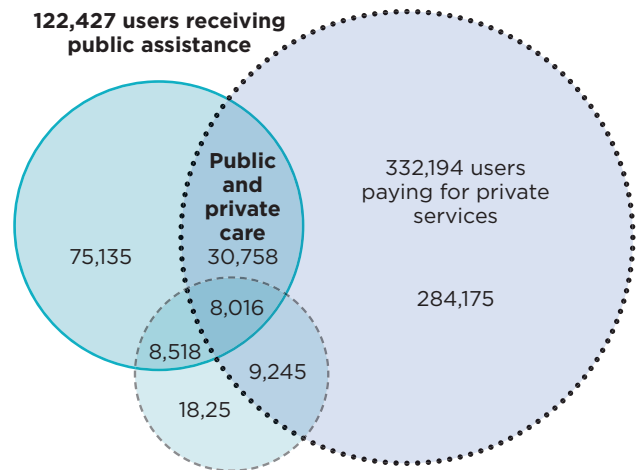 122,427 users receiving
public assistance
Public
and
private
care
332,194 users
paying for private
services
75,135
30,758
284,175
8,016
8,518
9,245
18,25